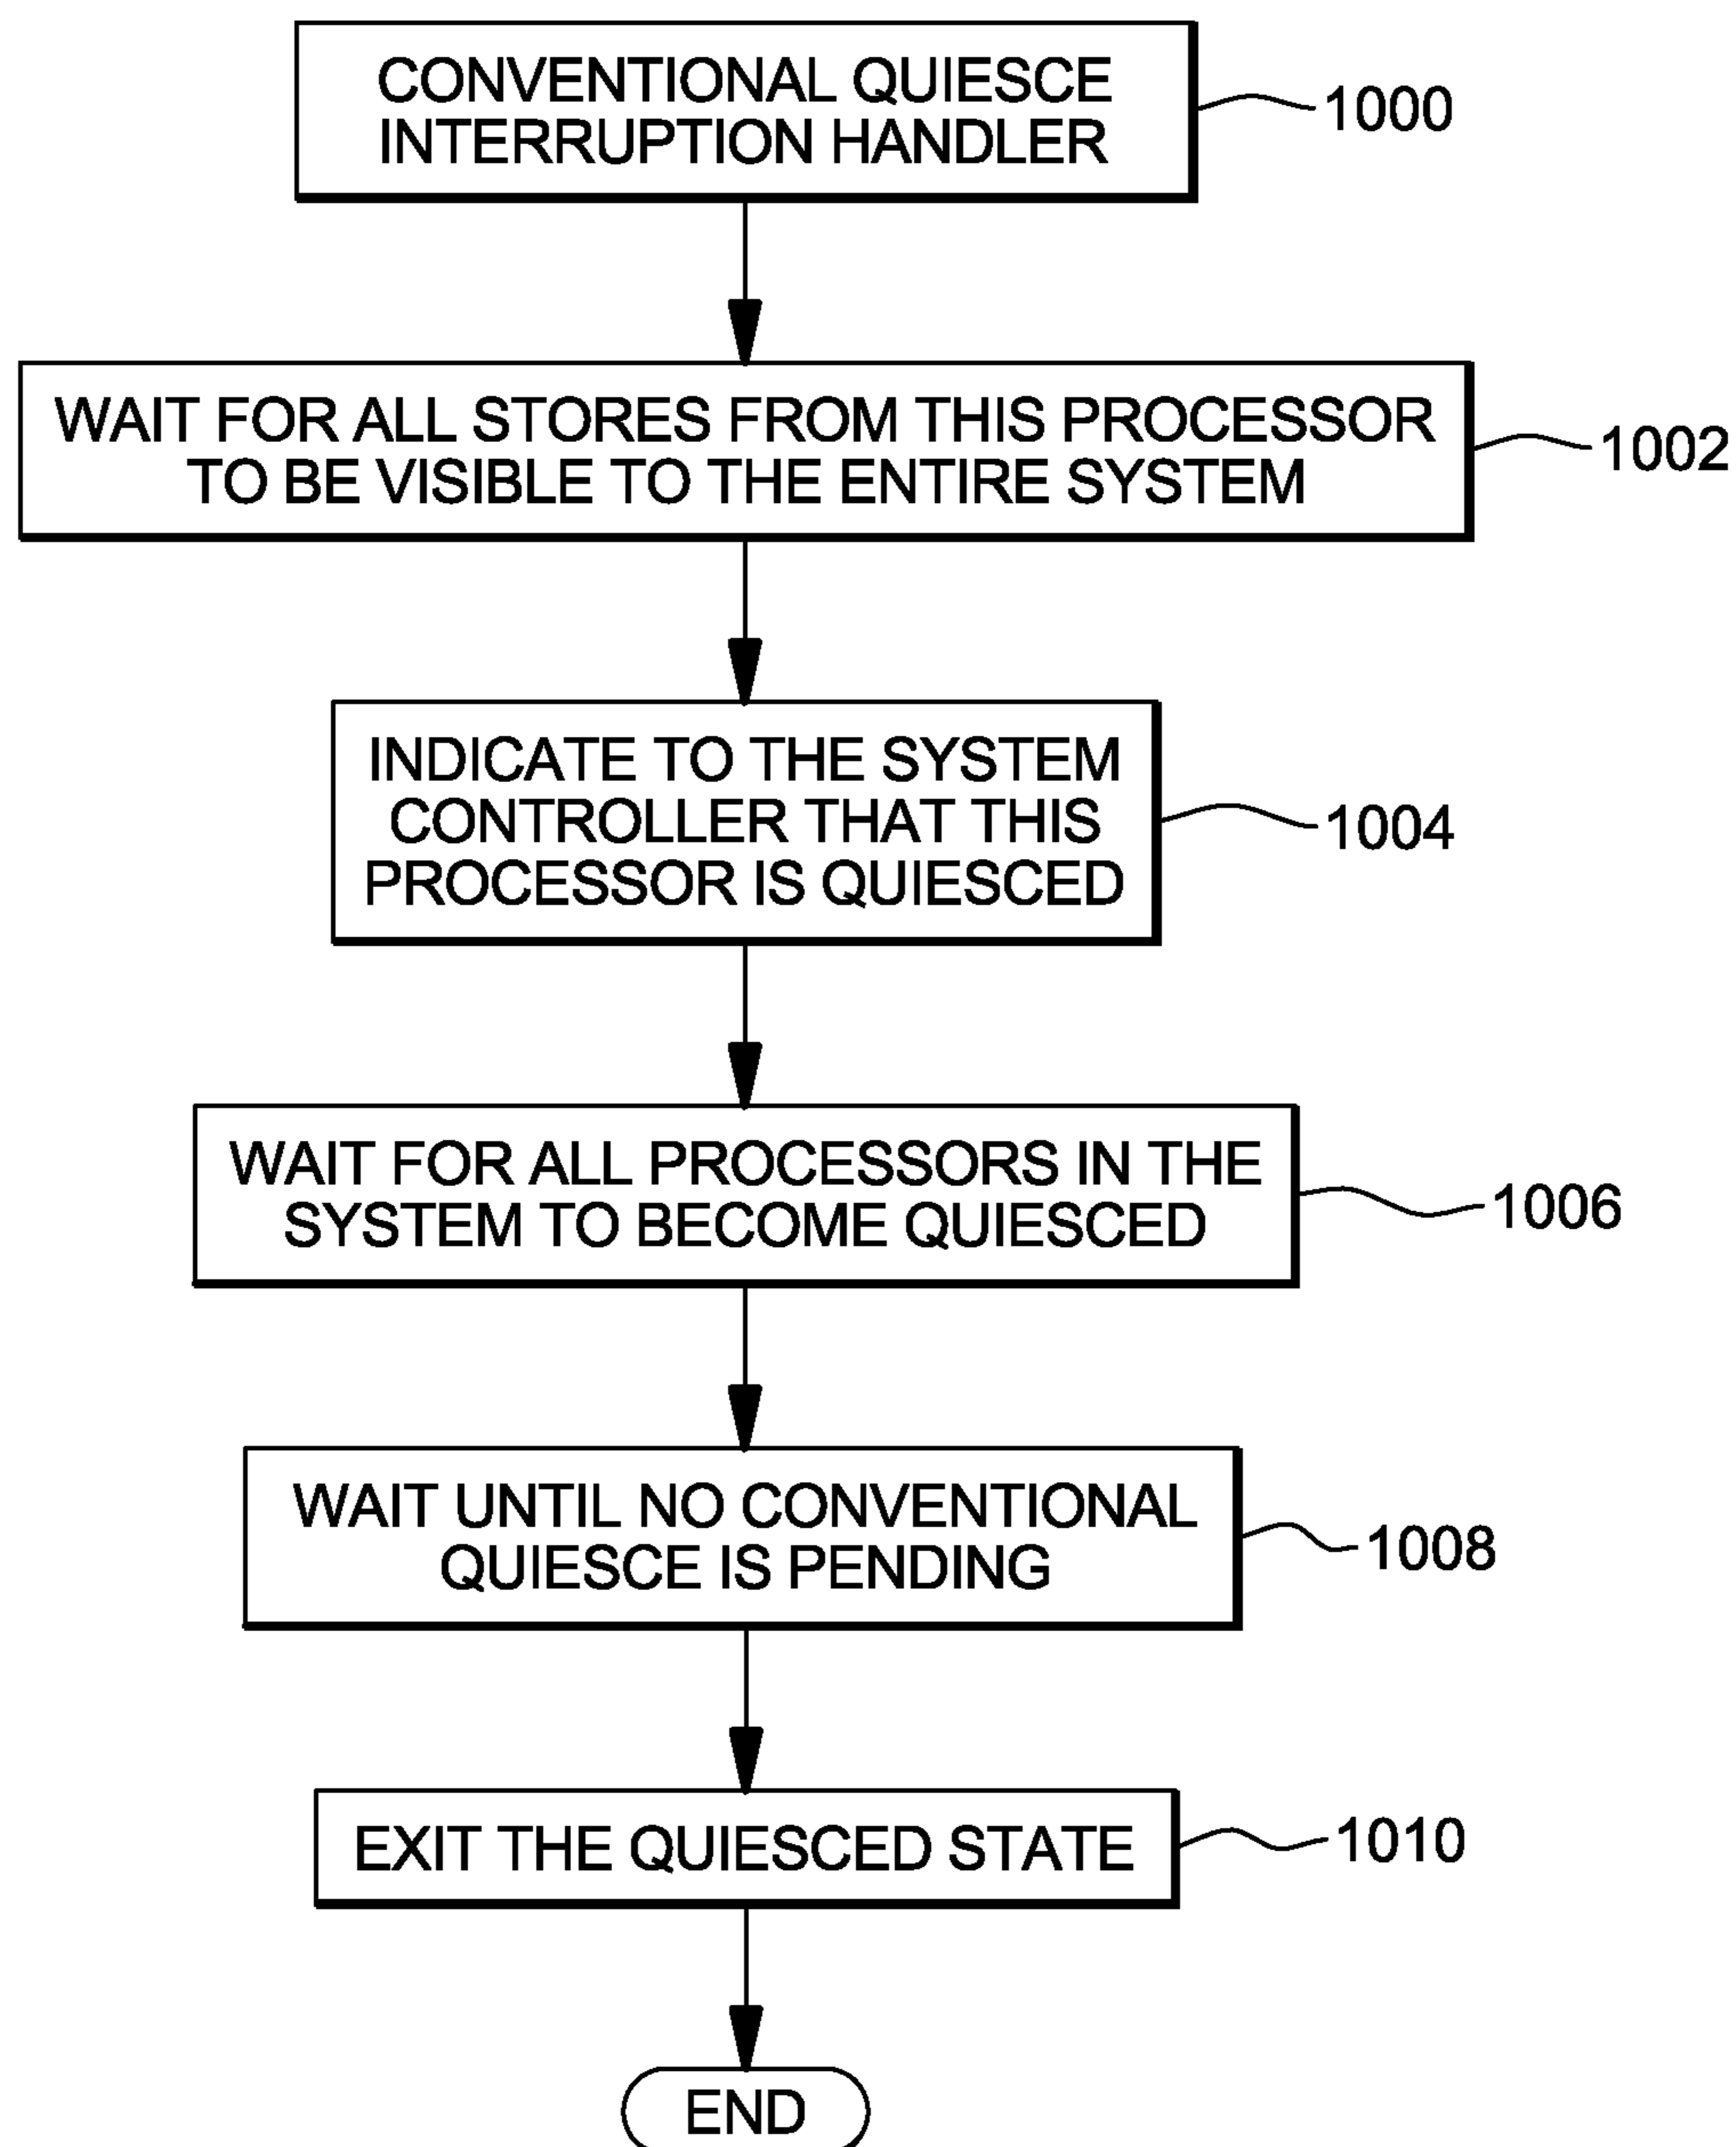 CONVENTIONAL QUIESCE
INTERRUPTION HANDLER
1000
WAIT FOR ALL STORES FROM THIS PROCESSOR
TO BE VISIBLE TO THE ENTIRE SYSTEM
1002
INDICATE TO THE SYSTEM
CONTROLLER THAT THIS
PROCESSOR IS QUIESCED
1004
WAIT FOR ALL PROCESSORS IN THE
SYSTEM TO BECOME QUIESCED
1006
WAIT UNTIL NO CONVENTIONAL
QUIESCE IS PENDING
1008
EXIT THE QUIESCED STATE
1010
END